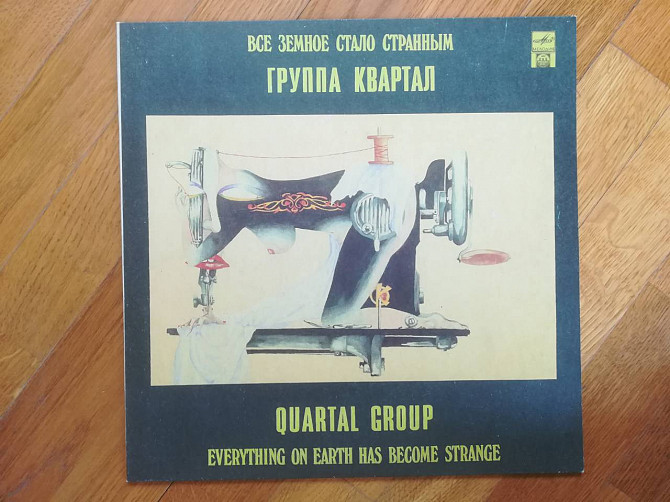 ВСЕ ЗЕМНОЕ СТАЛО СТРАННЫМ
ГРУППА КВАРТАЛ
QUARTAL GROUP
EVERYTHING ON EARTH HAS BECOME STRANGE